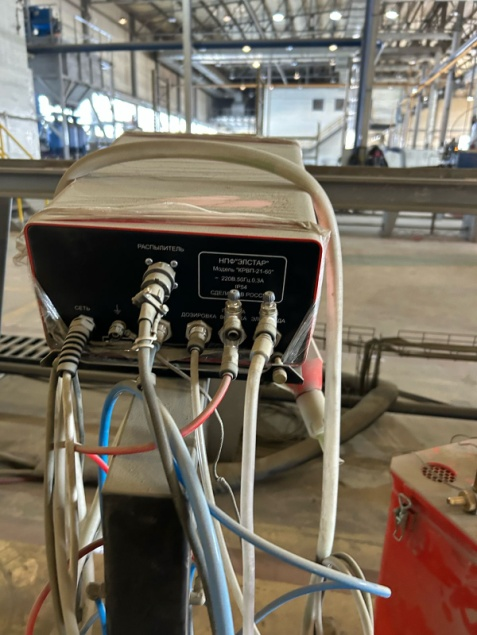 РАСПЫЛИТЕЛЬ
НПФ"ЭЛСТАР"
Модель "КРВП-21-60"
~ 220В,50Гц,0,3А
IP54
СЕТЬ
ДОЗИРОВКА